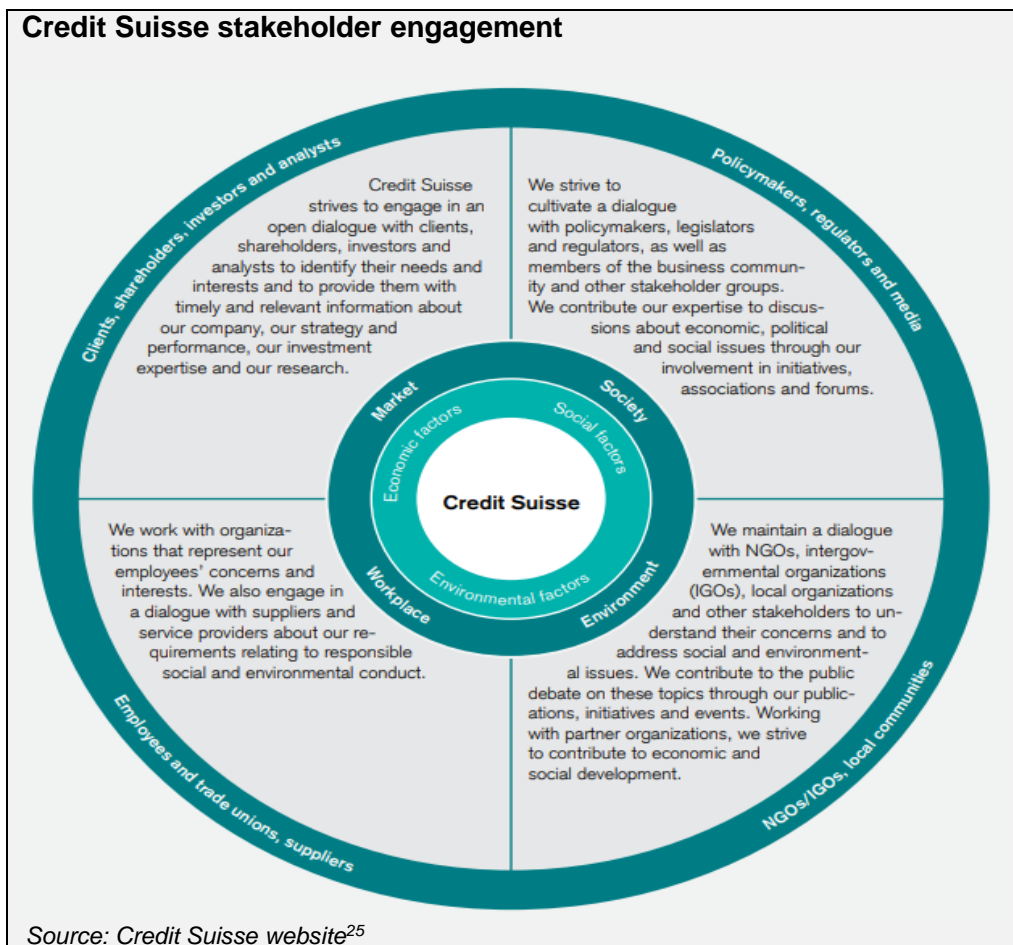 Credit Suisse stakeholder engagement
Clients, shareholders, investors and analysts
Credit Suisse
strives to engage in an
open dialogue with clients,
shareholders, investors and
analysts to identify their needs and
interests and to provide them with
timely and relevant information about
our company, our strategy and
performance, our investment
expertise and our research.
Policymakers, regulators and media
We strive to
cultivate a dialogue
with policymakers, legislators
and regulators, as well as
members of the business commun-
ity and other stakeholder groups.
We contribute our expertise to discus-
sions about economic, political
and social issues through our
involvement in initiatives,
associations and forums.
Market
Society
Economic factors
Social factors
Credit Suisse
Environmental factors
Workplace
Environment
We work with organiza-
tions that represent our
employees' concerns and
interests. We also engage in
a dialogue with suppliers and
service providers about our re-
quirements relating to responsible
social and environmental conduct.
Employees and trade unions, suppliers
We maintain a dialogue
with NGOs, intergov-
ernmental organizations
(IGOs), local organizations
and other stakeholders to un-
derstand their concerns and to
address social and environment-
al issues. We contribute to the public
debate on these topics through our public-
ations, initiatives and events. Working
with partner organizations, we strive
to contribute to economic and
social development.
NGOs/IGOs, local communities
Source: Credit Suisse website25